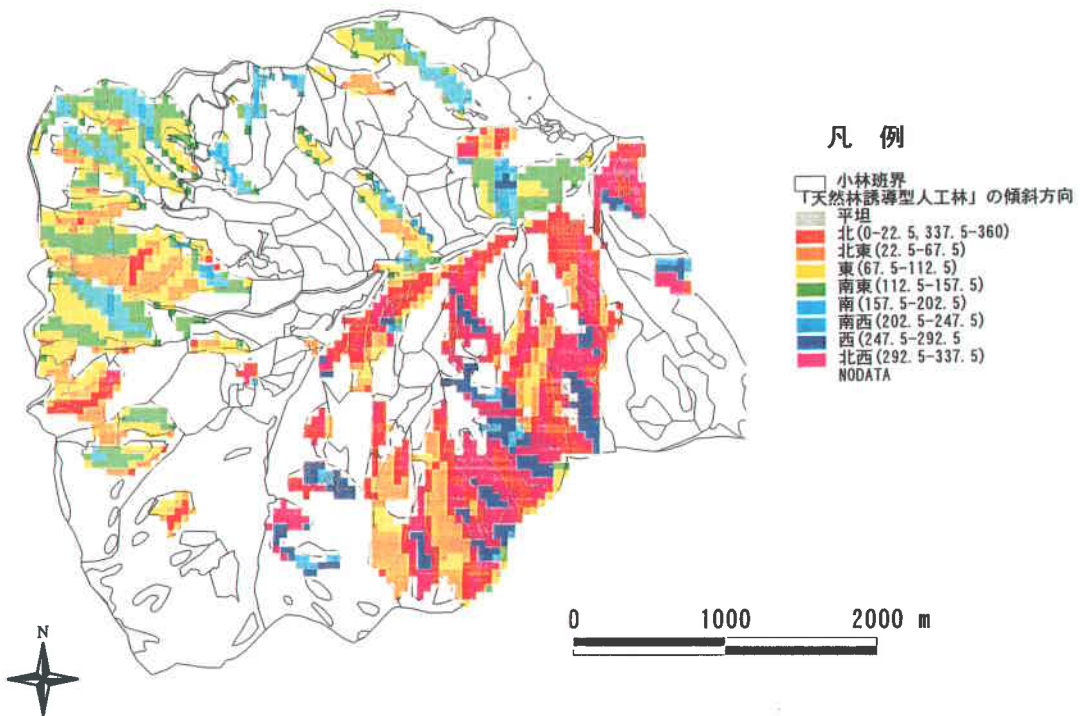 凡 例
小林班界
「天然林誘導型人工林」の傾斜方向
平坦
北(0-22.5, 337.5-360)
北東(22.5-67.5)
東(67.5-112.5)
南東(112.5-157.5)
南(157.5-202.5)
南西(202.5-247.5)
西(247.5-292.5
北西(292.5-337.5)
NODATA
0 1000 2000 m
N